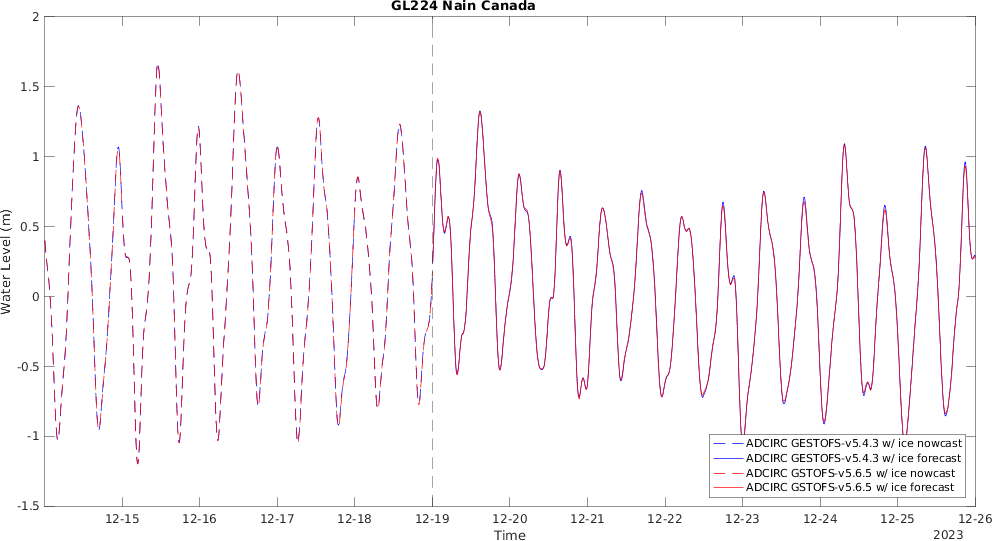 GL224 Nain Canada
2
1.5
1
0.5
0
-0.5
-1
-1.5
Water Level (m)
ADCIRC GESTOFS-v5.4.3 w/ ice nowcast
ADCIRC GESTOFS-v5.4.3 w/ ice forecast
ADCIRC GSTOFS-v5.6.5 w/ ice nowcast
ADCIRC GSTOFS-v5.6.5 w/ ice forecast
12-15 12-16 12-17 12-18 12-19 12-20 12-21 12-22 12-23 12-24 12-25 12-26
Time
2023